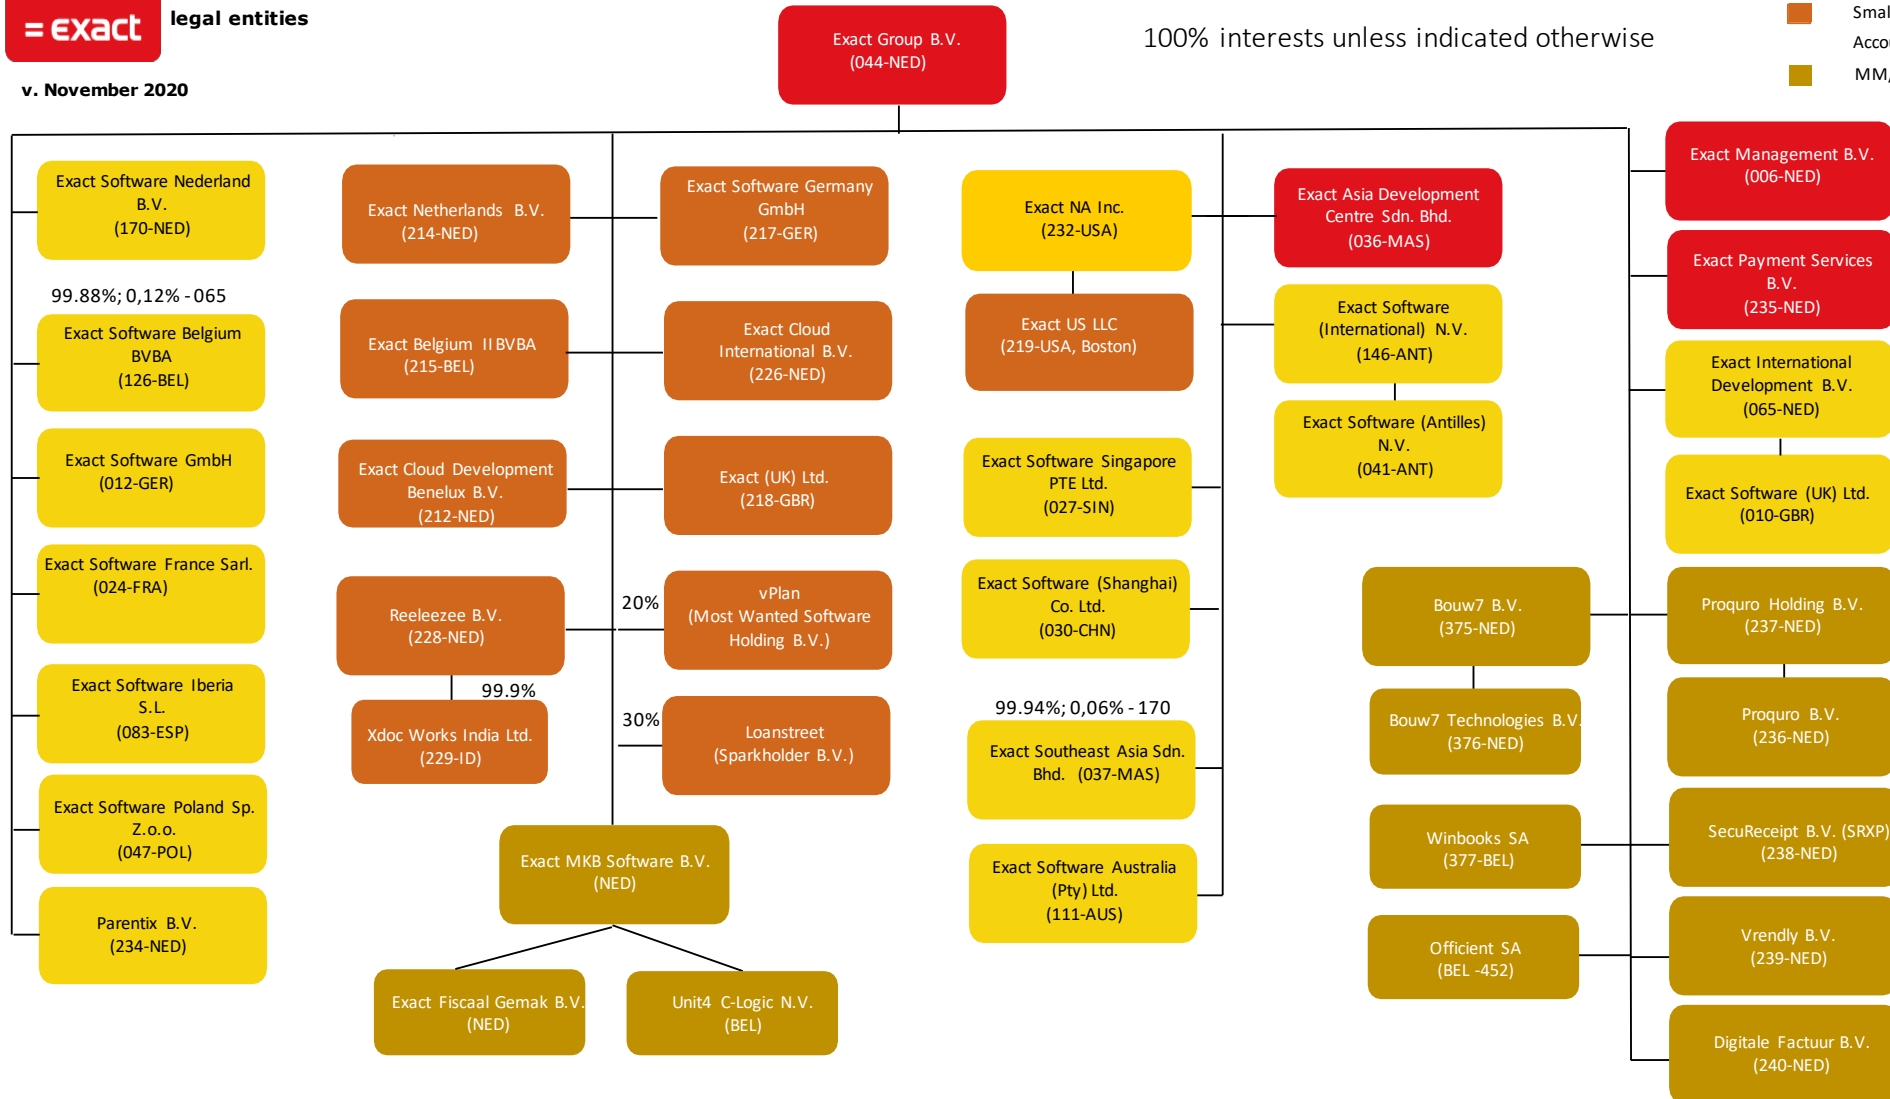 = exact
legal entities
v. November 2020
Exact Group B.V.
(044-NED)
100% interests unless indicated otherwise
Exact Software Nederland
B.V.
(170-NED)
99.88%; 0,12% - 065
Exact Software Belgium
BVBA
(126-BEL)
Exact Software GmbH
(012-GER)
Exact Software France Sarl.
(024-FRA)
Exact Software Iberia
S.L.
(083-ESP)
Exact Software Poland Sp.
Z.o.o.
(047-POL)
Parentix B.V.
(234-NED)
Exact Netherlands B.V.
(214-NED)
Exact Belgium II BVBA
(215-BEL)
Exact Cloud Development
Benelux B.V.
(212-NED)
Reeleezee B.V.
(228-NED)
99.9%
Xdoc Works India Ltd.
(229-ID)
Exact Software Germany
GmbH
(217-GER)
Exact Cloud
International B.V.
(226-NED)
Exact (UK) Ltd.
(218-GBR)
20%
vPlan
(Most Wanted Software
Holding B.V.)
30%
Loanstreet
(Sparkholder B.V.)
Exact MKB Software B.V.
(NED)
Exact Fiscaal Gemak B.V.
(NED)
Unit4 C-Logic N.V.
(BEL)
Exact NA Inc.
(232-USA)
Exact US LLC
(219-USA, Boston)
Exact Software Singapore
PTE Ltd.
(027-SIN)
Exact Software (Shanghai)
Co. Ltd.
(030-CHN)
99.94%; 0,06% - 170
Exact Southeast Asia Sdn.
Bhd. (037-MAS)
Exact Software Australia
(Pty) Ltd.
(111-AUS)
Exact Asia Development
Centre Sdn. Bhd.
(036-MAS)
Exact Software
(International) N.V.
(146-ANT)
Exact Software (Antilles)
N.V.
(041-ANT)
Bouw7 B.V.
(375-NED)
Bouw7 Technologies B.V.
(376-NED)
Winbooks SA
(377-BEL)
Officient SA
(BEL -452)
Exact Management B.V.
(006-NED)
Exact Payment Services
B.V.
(235-NED)
Exact International
Development B.V.
(065-NED)
Exact Software (UK) Ltd.
(010-GBR)
Proquro Holding B.V.
(237-NED)
Proquro B.V.
(236-NED)
SecuReceipt B.V. (SRXP)
(238-NED)
Vrendly B.V.
(239-NED)
Digitale Factuur B.V.
(240-NED)